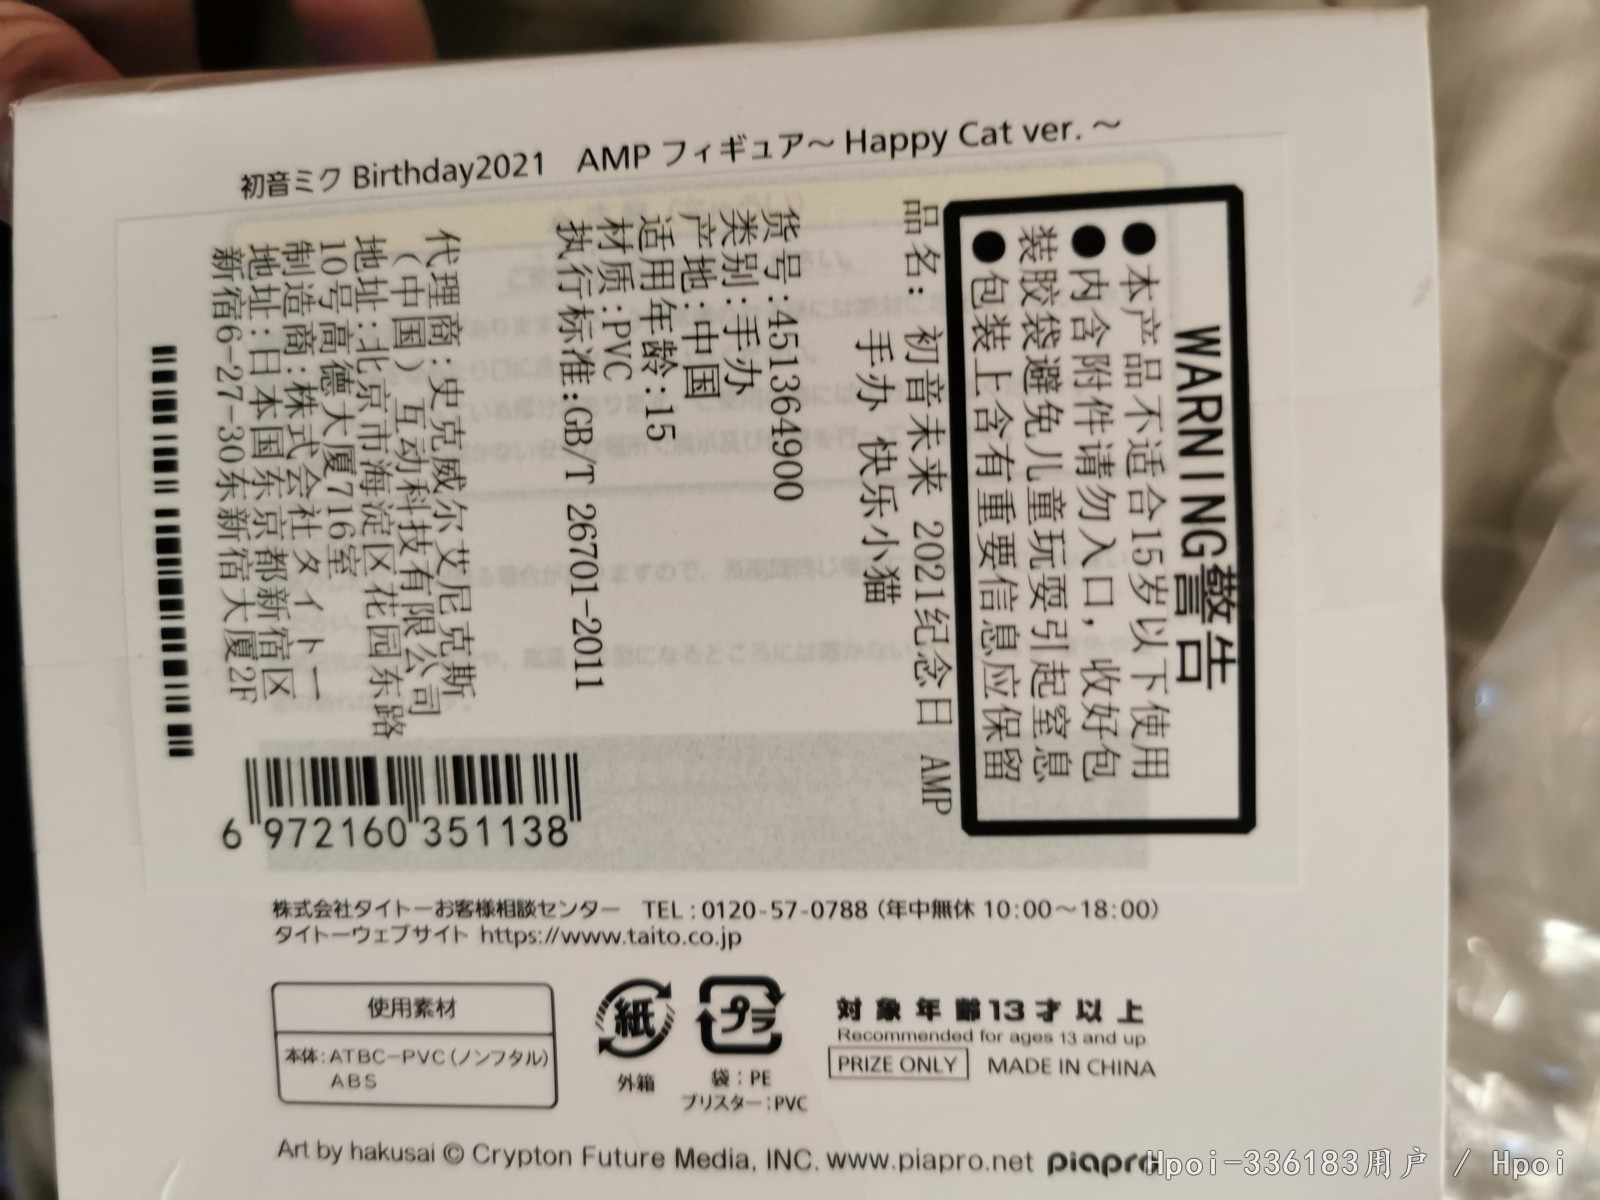 初音ミク Birthday2021　AMP フィギュア～ Happy Cat ver. ～
WARNING警告
●本产品不适合15岁以下使用
●内含附件请勿入口，收好包
装胶袋避免儿童玩耍引起窒息
●包装上含有重要信息应保留
品名： 初音未来 2021纪念日 AMP
手办 快乐小猫
货号:451364900
类别:手办
产地:中国
适用年龄:15
材质:PVC
执行标准:GB/T 26701-2011
代理商:史克威尔艾尼克斯
（中国）互动科技有限公司
地址:北京市海淀区花园东路
10号高德大厦716室
制造商:株式会社タイトー
地址:日本国东京都新宿区
新宿6-27-30东新宿大厦2F
6 972160 351138
株式会社タイトーお客様相談センター　TEL : 0120-57-0788（年中無休 10:00～18:00）
タイトーウェブサイト https://www.taito.co.jp
使用素材
本体:ATBC-PVC(ノンフタル)
ABS
紙
外箱
プラ
袋：PE
ブリスター：PVC
対象年齢13才以上
Recommended for ages 13 and up
PRIZE ONLY　MADE IN CHINA
Art by hakusai © Crypton Future Media, INC. www.piapro.net piapro
Hpoi-336183用户 / Hpoi